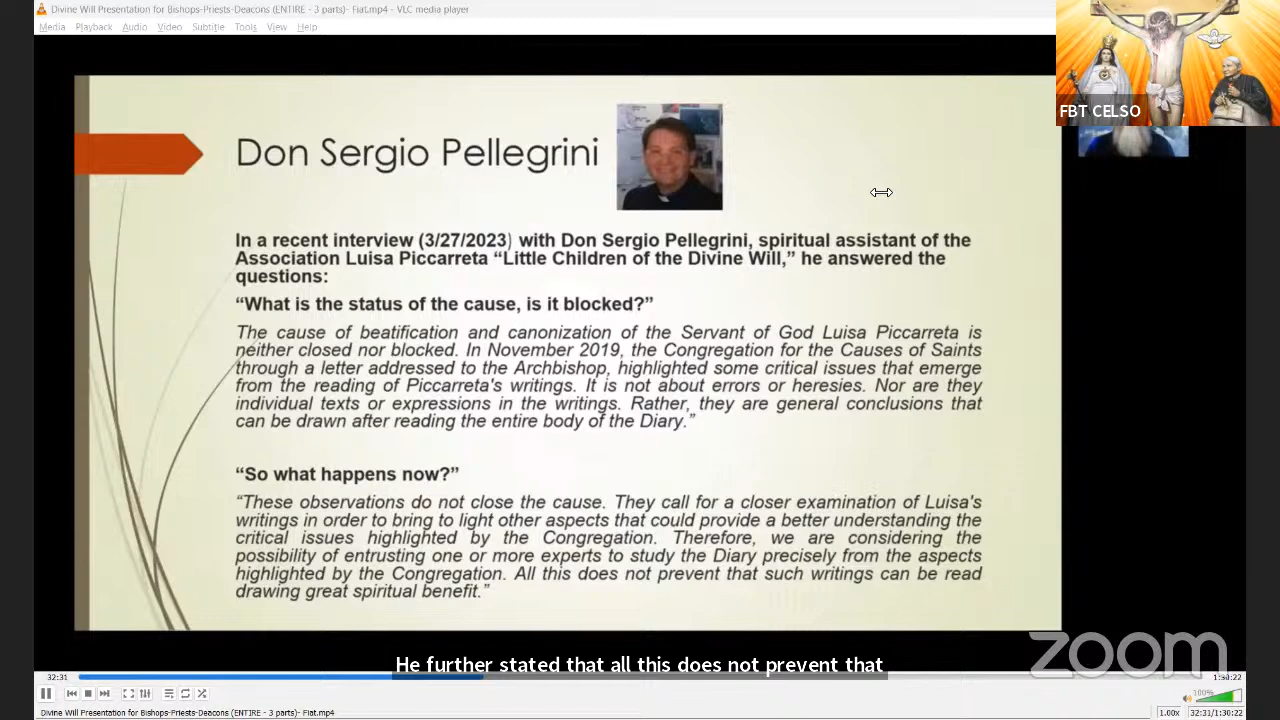 Divine Will Presentation for Bishops-Priests-Deacons (ENTIRE - 3 parts)- Fiat.mp4 - VLC media player
Media Playback Audio Video Subtitle Tools View Help
FBT CELSO
Don Sergio Pellegrini
In a recent interview (3/27/2023) with Don Sergio Pellegrini, spiritual assistant of the
Association Luisa Piccarreta “Little Children of the Divine Will,” he answered the
questions:
“What is the status of the cause, is it blocked?”
The cause of beatification and canonization of the Servant of God Luisa Piccarreta is
neither closed nor blocked. In November 2019, the Congregation for the Causes of Saints
through a letter addressed to the Archbishop, highlighted some critical issues that emerge
from the reading of Piccarreta's writings. It is not about errors or heresies. Nor are they
individual texts or expressions in the writings. Rather, they are general conclusions that
can be drawn after reading the entire body of the Diary.”
“So what happens now?”
“These observations do not close the cause. They call for a closer examination of Luisa's
writings in order to bring to light other aspects that could provide a better understanding the
critical issues highlighted by the Congregation. Therefore, we are considering the
possibility of entrusting one or more experts to study the Diary precisely from the aspects
highlighted by the Congregation. All this does not prevent that such writings can be read
drawing great spiritual benefit.”
zoom
He further stated that all this does not prevent that
32:31
1:30:22
100%
Divine Will Presentation for Bishops-Priests-Deacons (ENTIRE - 3 parts)- Fiat.mp4
1.00x
32:31/1:30:22